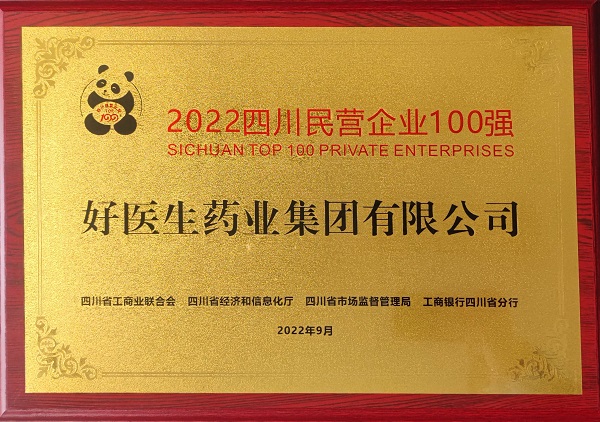 2022四川民营企业100强
SICHUAN TOP 100 PRIVATE ENTERPRISES
好医生药业集团有限公司
四川省工商业联合会 四川省经济和信息化厅 四川省市场监督管理局 工商银行四川省分行
2022年9月